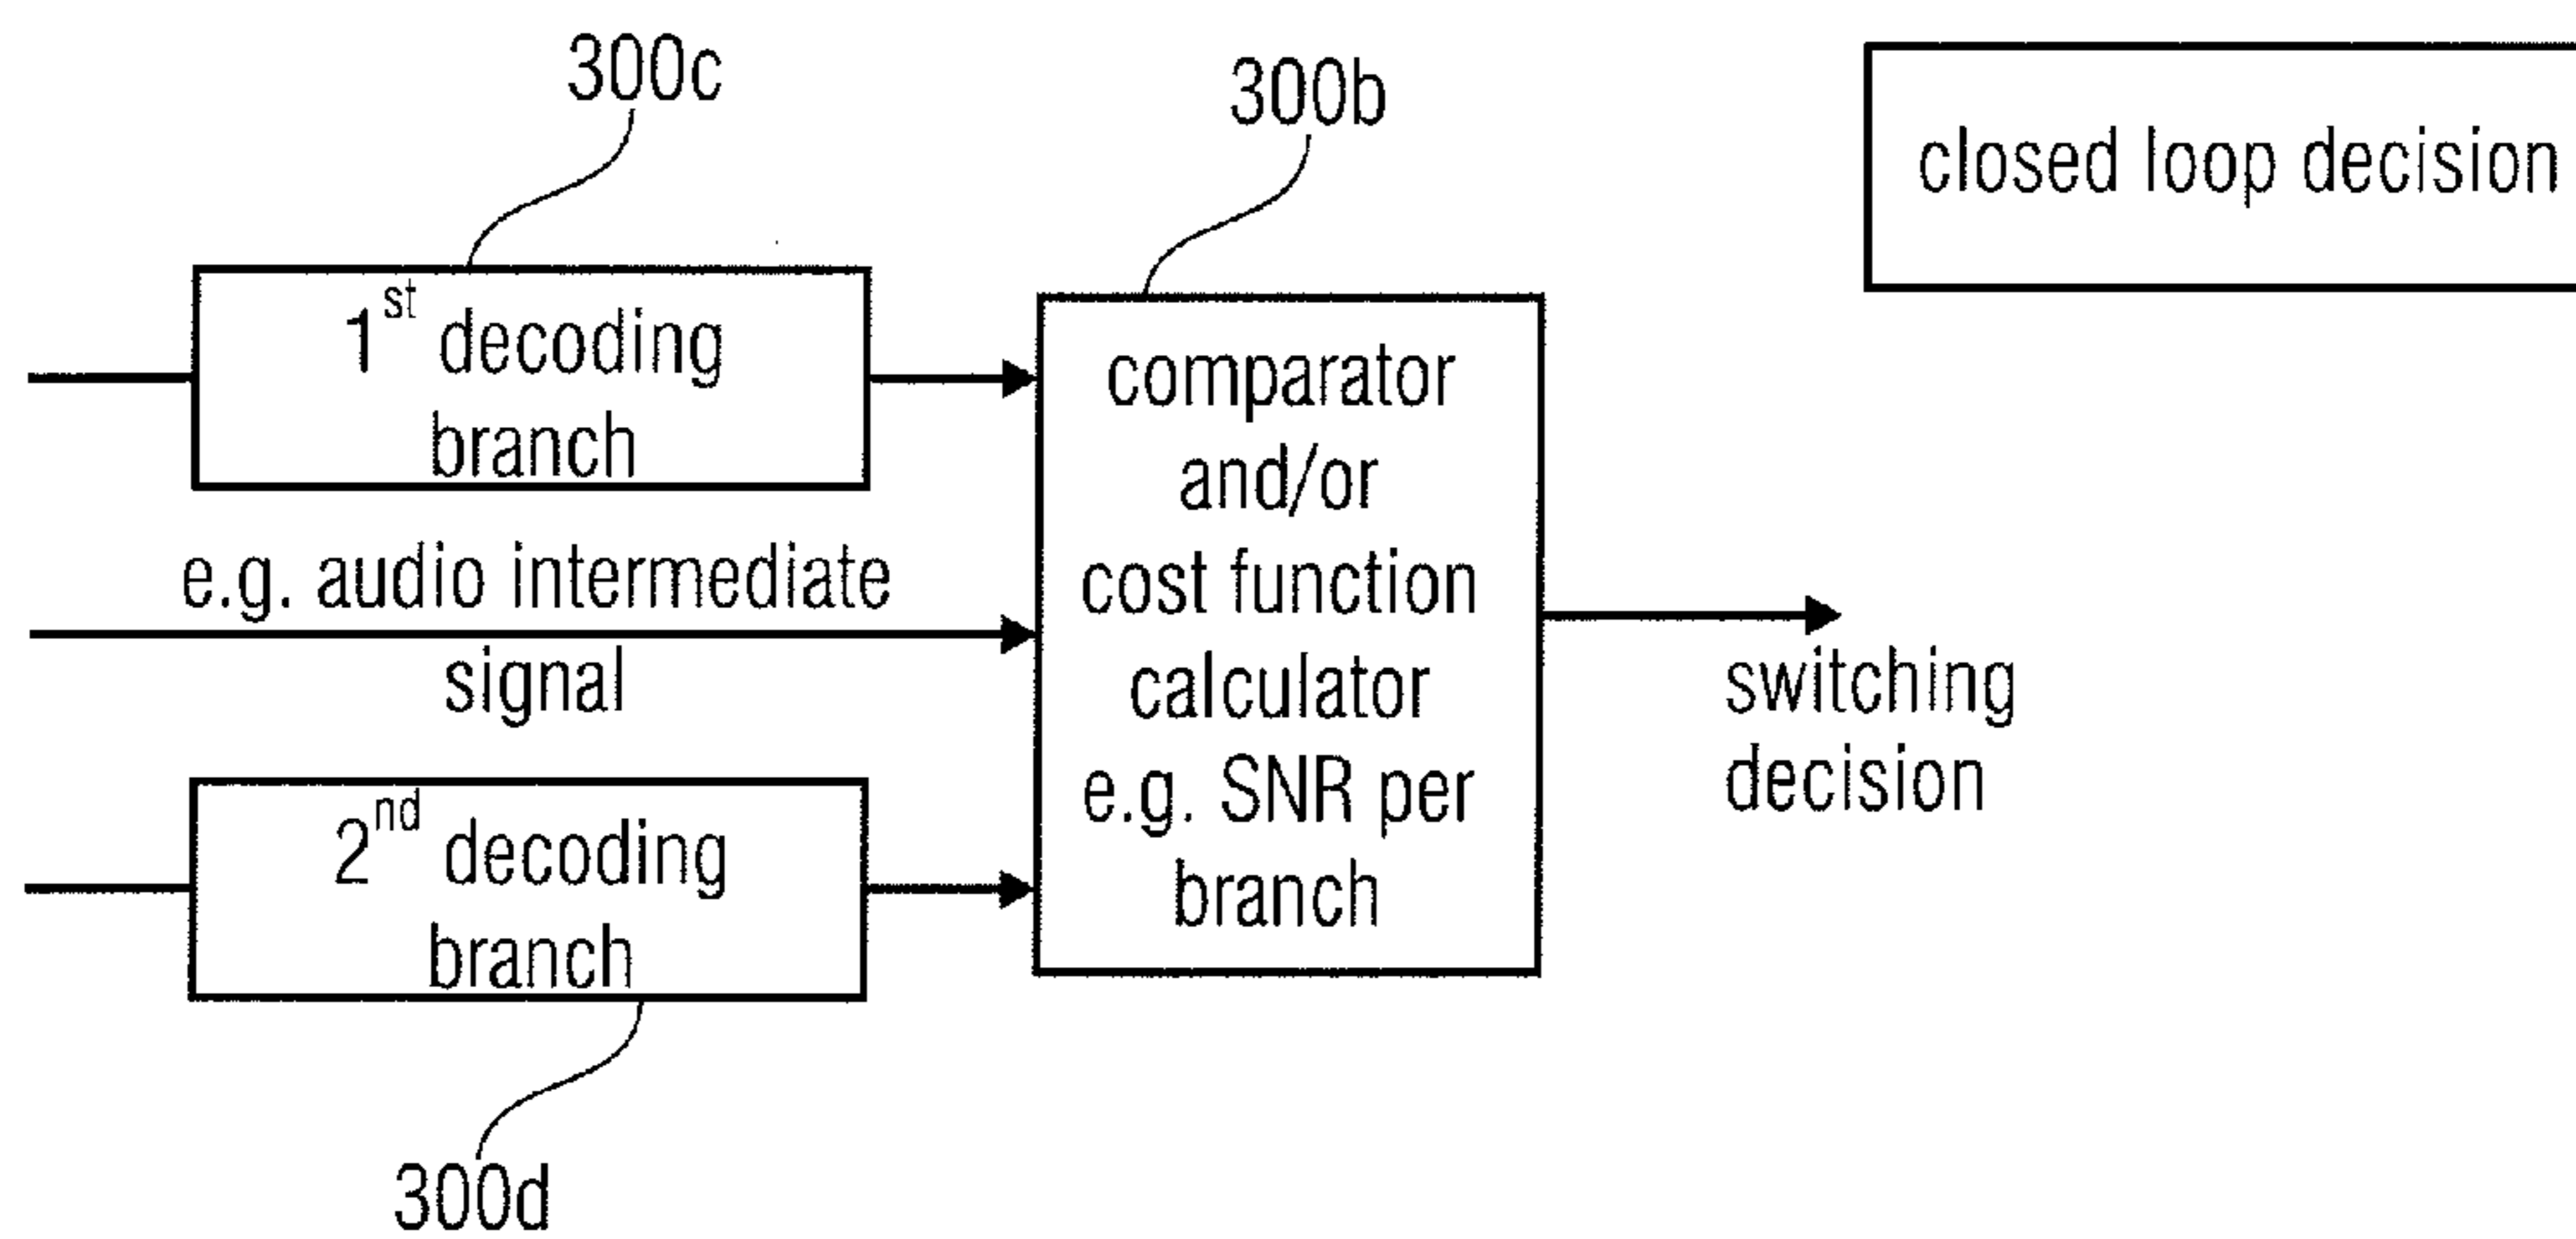 300c
300b
closed loop decision
1st decoding
branch
e.g. audio intermediate
signal
2nd decoding
branch
300d
comparator
and/or
cost function
calculator
e.g. SNR per
branch
switching
decision